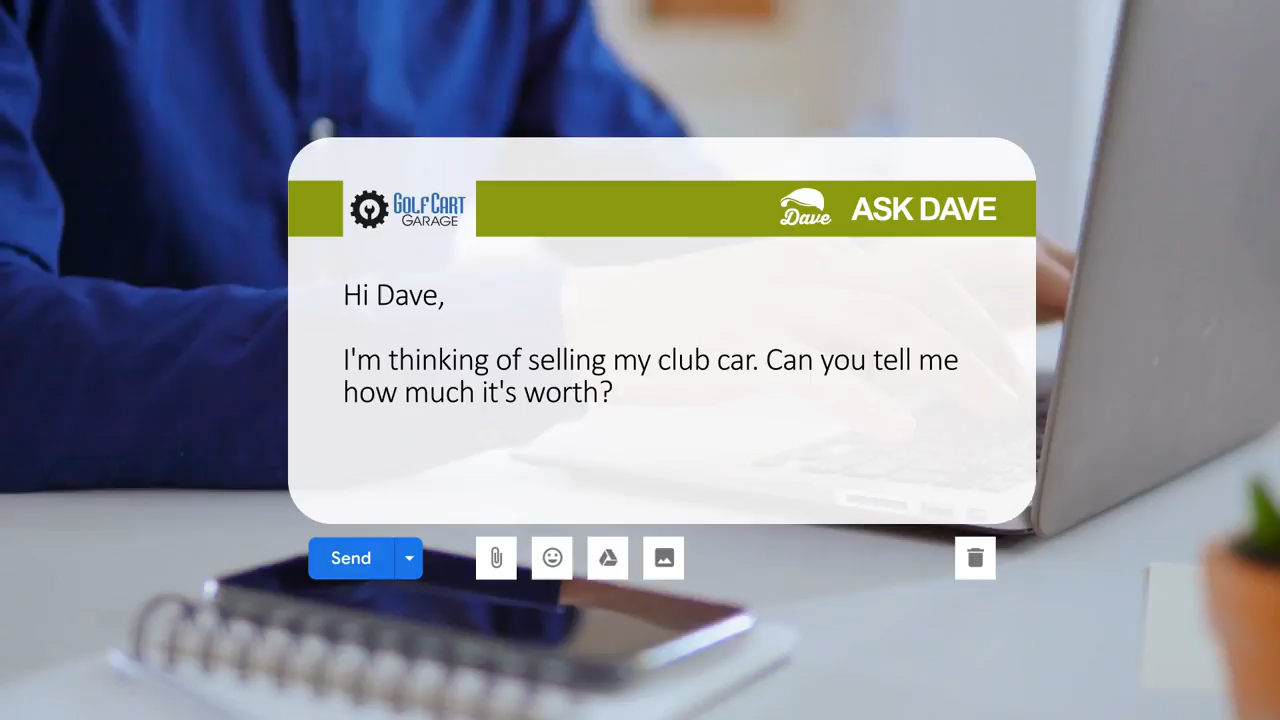 GOLF CART
GARAGE
Dave
ASK DAVE
Hi Dave,
I'm thinking of selling my club car. Can you tell me
how much it's worth?
Send